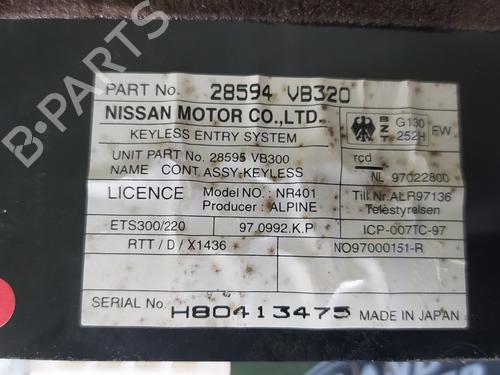 PART No. 28594 VB320
NISSAN MOTOR CO.,LTD.
KEYLESS ENTRY SYSTEM
BZT G130 252H EW
UNIT PART No. 28595 VB300
NAME CONT ASSY-KEYLESS
rcd
NL 97022800
LICENCE Model NO.: NR401
Producer : ALPINE
Till.Nr.ALR97136
Telestyrelsen
ETS300/220 97.0992.K.P ICP-007TC-97
RTT / D / X1436 NO97000151-R
SERIAL No. H80413475 MADE IN JAPAN
B-PARTS